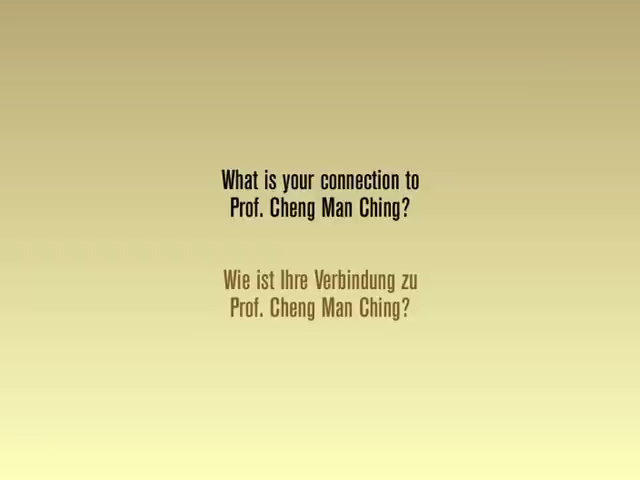 What is your connection to
Prof. Cheng Man Ching?
Wie ist Ihre Verbindung zu
Prof. Cheng Man Ching?